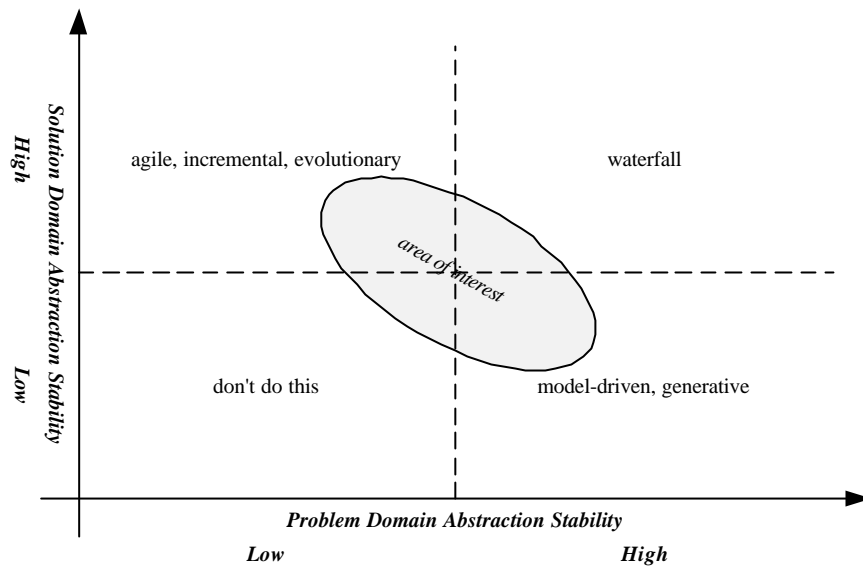 Solution Domain Abstraction Stability
High
Low
agile, incremental, evolutionary
waterfall
area of interest
don't do this
model-driven, generative
Problem Domain Abstraction Stability
Low
High